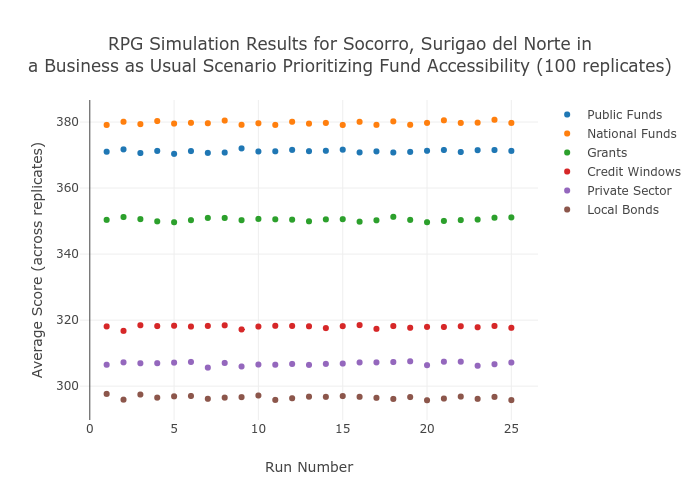 RPG Simulation Results for Socorro, Surigao del Norte in
a Business as Usual Scenario Prioritizing Fund Accessibility (100 replicates)
Average Score (across replicates)
380
360
340
320
300
0
5
10
15
20
25
Run Number
Public Funds
National Funds
Grants
Credit Windows
Private Sector
Local Bonds